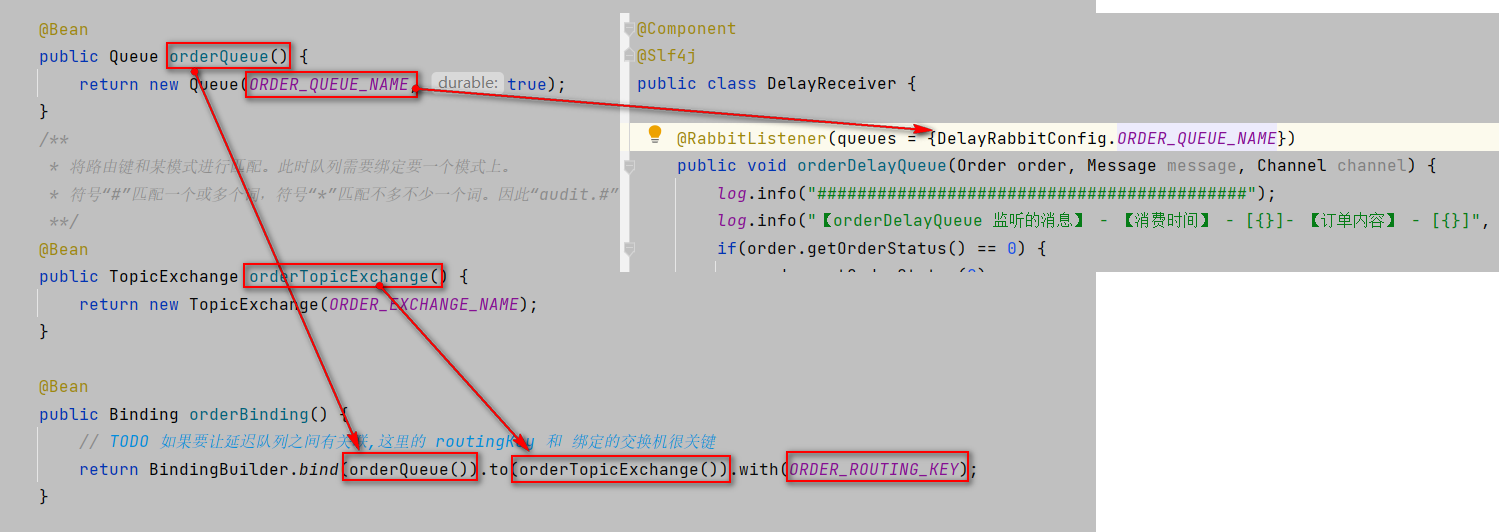 @Bean
public Queue orderQueue() {
return new Queue(ORDER_QUEUE_NAME, durable: true);
}
/**
* 将路由键和某模式进行匹配。此时队列需要绑定要一个模式上。
* 符号“#”匹配一个或多个词，符号“*”匹配不多不少一个词。因此“audit.#”
**/
@Bean
public TopicExchange orderTopicExchange() {
return new TopicExchange(ORDER_EXCHANGE_NAME);
}
@Bean
public Binding orderBinding() {
// TODO 如果要让延迟队列之间有关联,这里的 routingKey 和 绑定的交换机很关键
return BindingBuilder.bind(orderQueue()).to(orderTopicExchange()).with(ORDER_ROUTING_KEY);
}
@Component
@Slf4j
public class DelayReceiver {
@RabbitListener(queues = {DelayRabbitConfig.ORDER_QUEUE_NAME})
public void orderDelayQueue(Order order, Message message, Channel channel) {
log.info("###########################################");
log.info("【orderDelayQueue 监听的消息】 - 【消费时间】 - [{}]- 【订单内容】 - [{}]",
if(order.getOrderStatus() == 0) {